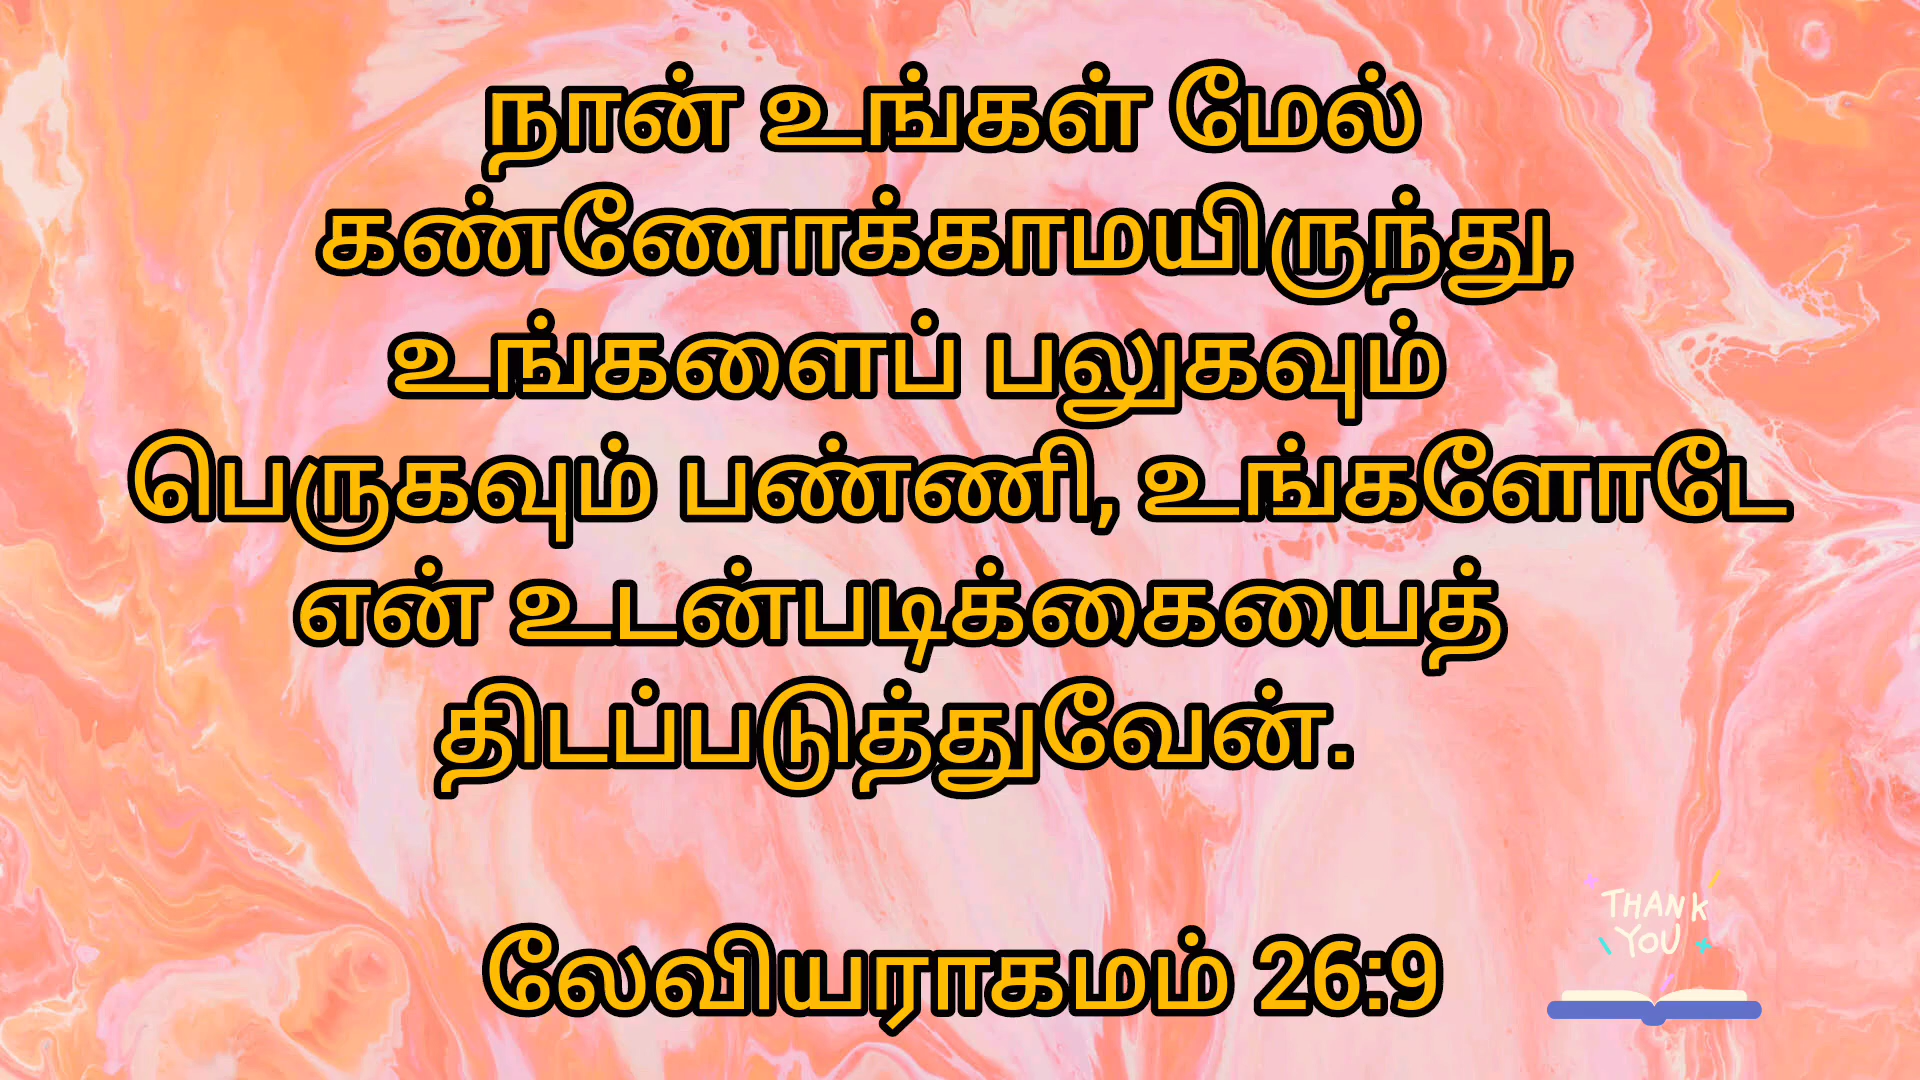 நான் உங்கள் மேல்
கண்ணோக்காமயிருந்து,
உங்களைப் பலுகவும்
பெருகவும் பண்ணி, உங்களோடே
என் உடன்படிக்கையைத்
திடப்படுத்துவேன்.
லேவியராகமம் 26:9
THANK
YOU